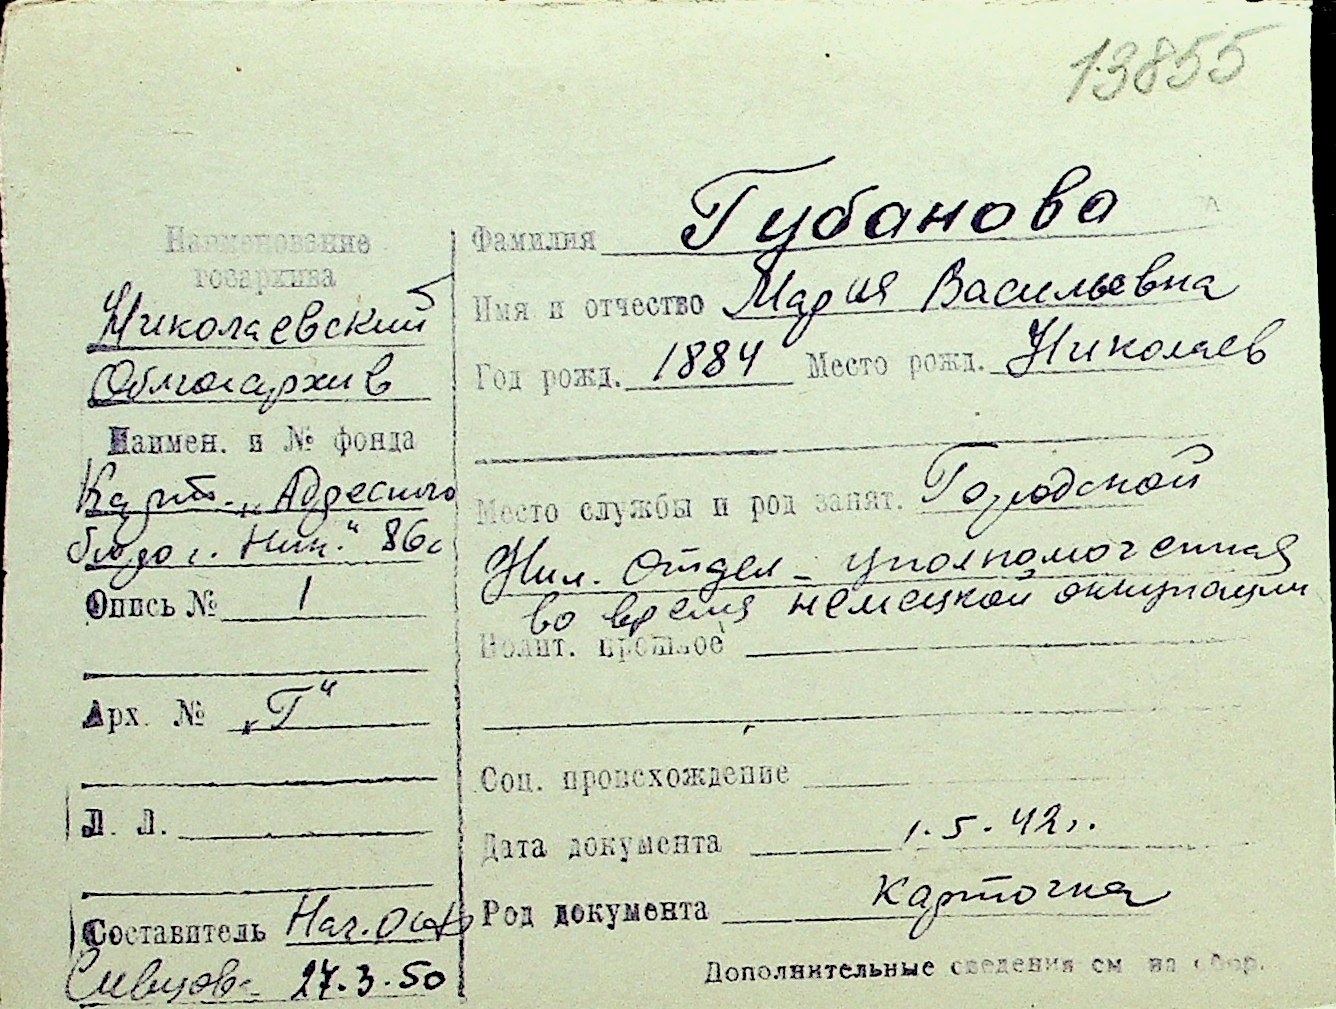 13855
Наименование
госархива
Николаевский
Облгосархив
Наимен. и № фонда
Карт. „Адресного
бюро г. Ник.“ 86с
Опись № 1
Арх. № „Г“
Л. Л.
Составитель Нач.
27.3.50
Фамилия Губанова
Имя и отчество Мария Васильевна
Год рожд. 1884 Место рожд. Николаев
Место службы и род занят. Городской
Жил. отдел – уполномоченная
во время немецкой оккупации
Полит. прошлое
Соц. происхождение
Дата документа 1.5.42г.
Род документа карточка
Дополнительные сведения см на обор.